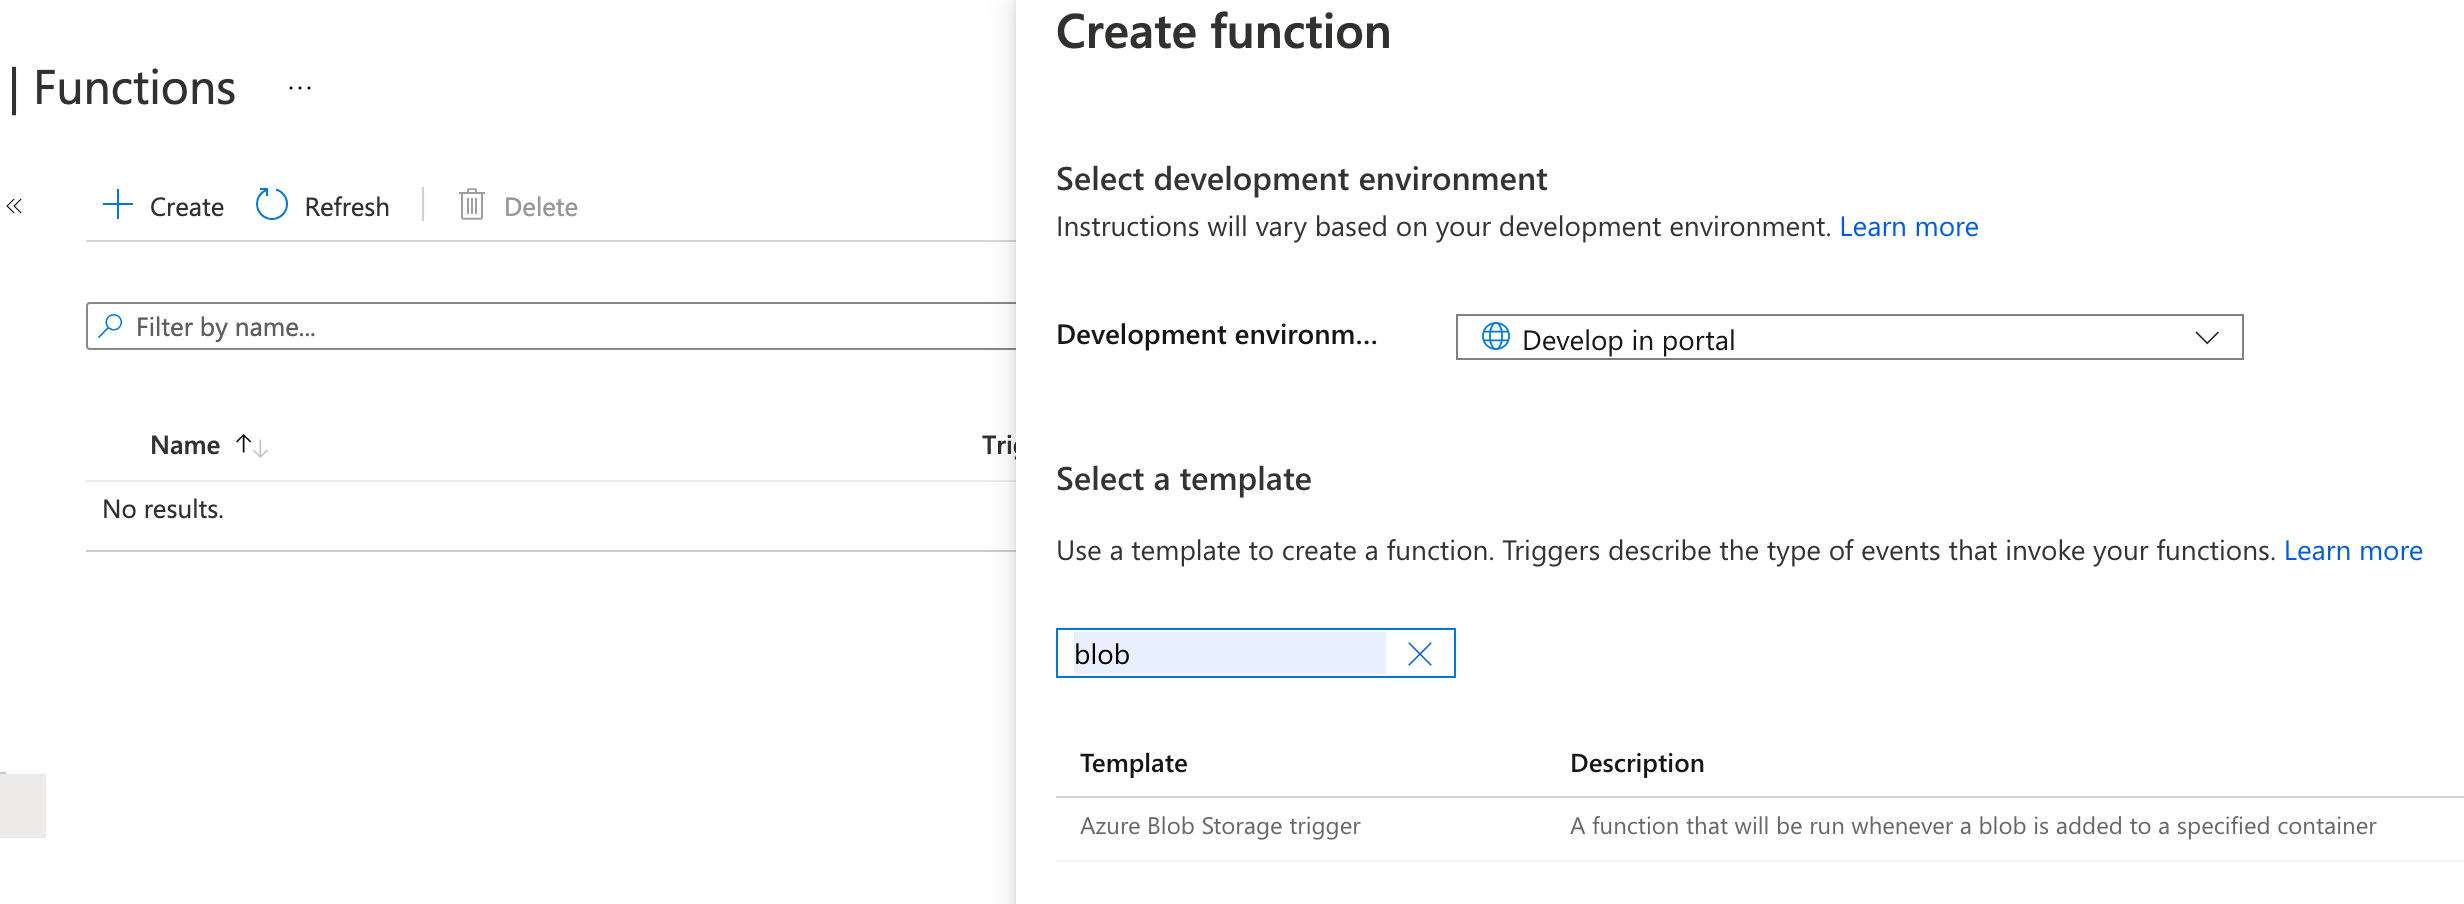 | Functions ...
Create
Refresh
Delete
Filter by name...
Name
No results.
Create function
Select development environment
Instructions will vary based on your development environment. Learn more
Development environm...
Develop in portal
Select a template
Use a template to create a function. Triggers describe the type of events that invoke your functions. Learn more
blob
Template Description
Azure Blob Storage trigger A function that will be run whenever a blob is added to a specified container